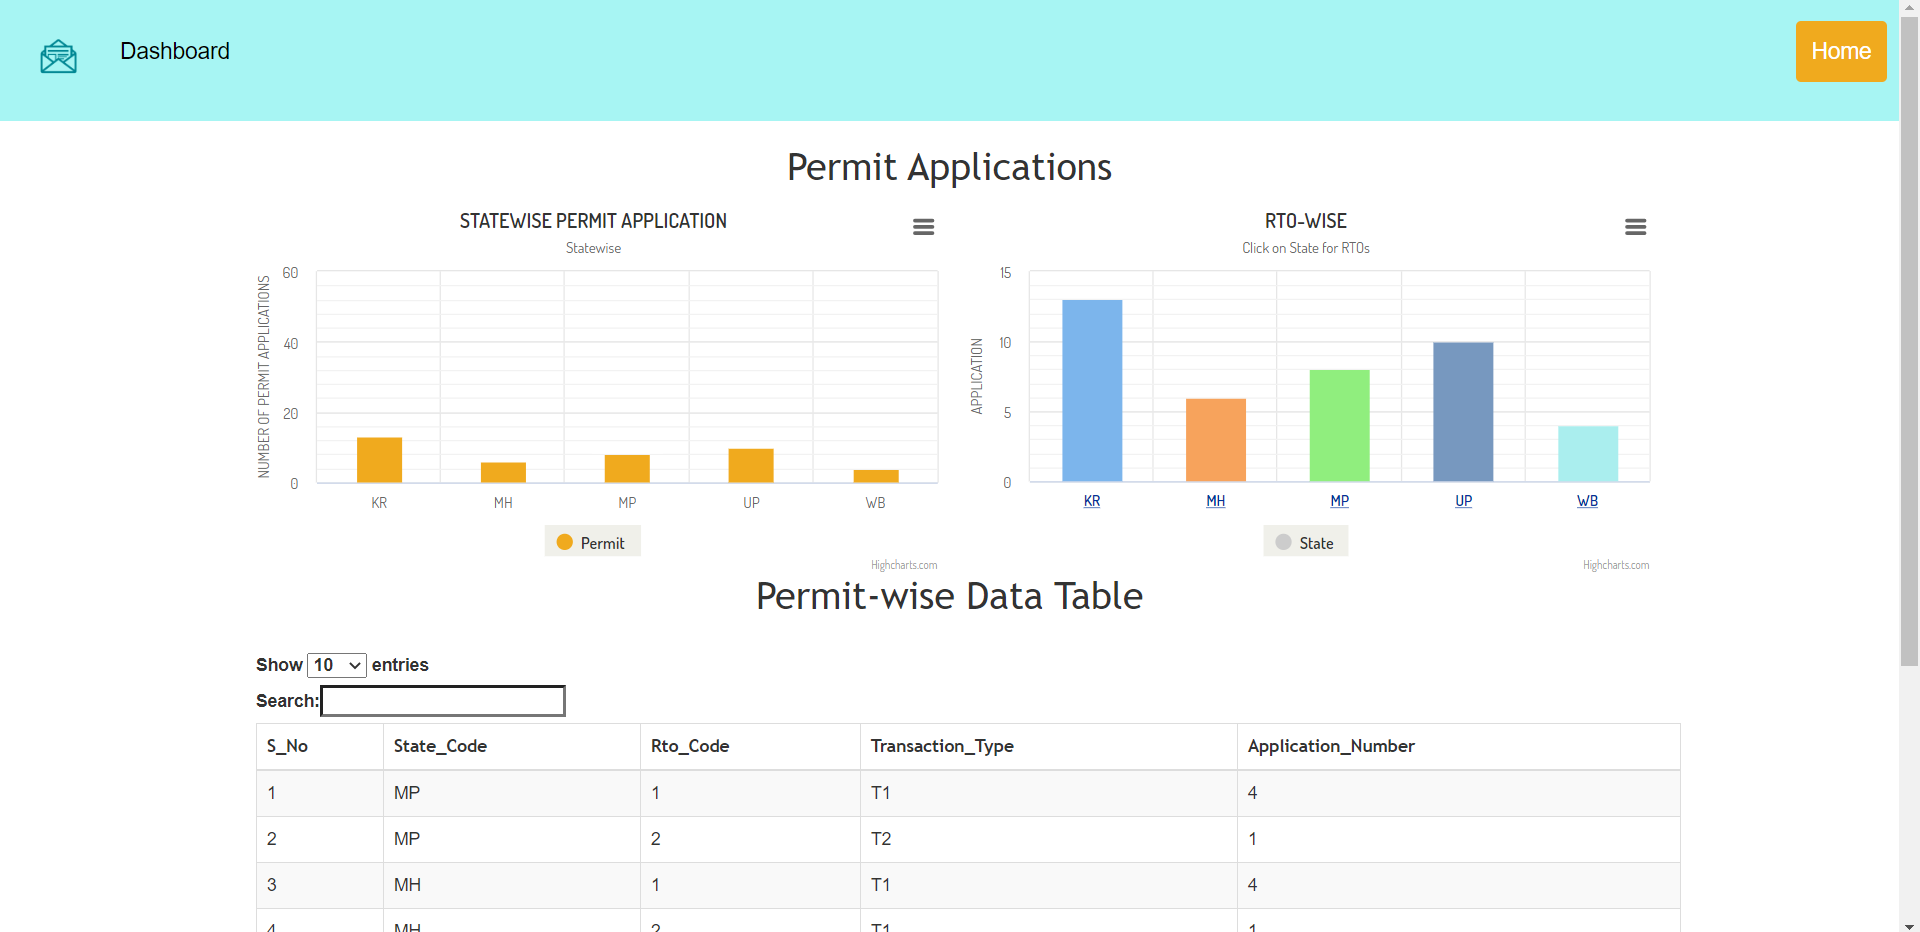 Dashboard
Home
Permit Applications
STATEWISE PERMIT APPLICATION
Statewise
NUMBER OF PERMIT APPLICATIONS
60
40
20
0
KR MH MP UP WB
Permit
Highcharts.com
RTO-WISE
Click on State for RTOs
APPLICATION
15
10
5
0
KR MH MP UP WB
State
Highcharts.com
Permit-wise Data Table
Show 10 entries
Search:
S_No State_Code Rto_Code Transaction_Type Application_Number
1 MP 1 T1 4
2 MP 2 T2 1
3 MH 1 T1 4
4 MH 2 T1 1